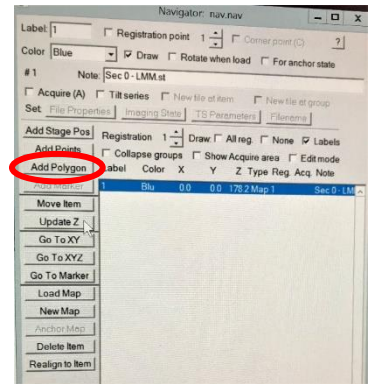 Navigator: nav.nav
Label: 1 Registration point 1 Corner point (C) ?
Color Blue Draw Rotate when load For anchor state
# 1 Note: Sec 0 - LMM.st
Acquire (A) Tilt series New file at item New file at group
Set: File Properties Imaging State TS Parameters Filename
Add Stage Pos Registration 1 Draw: All reg. None Labels
Add Points Collapse groups Show Acquire area Edit mode
Add Polygon Label Color X Y Z Type Reg. Acq. Note
Add Marker 1 Blu 0.0 0.0 178.2 Map 1 Sec 0 - LM
Move Item
Update Z
Go To XY
Go To XYZ
Go To Marker
Load Map
New Map
Anchor Map
Delete Item
Realign to Item